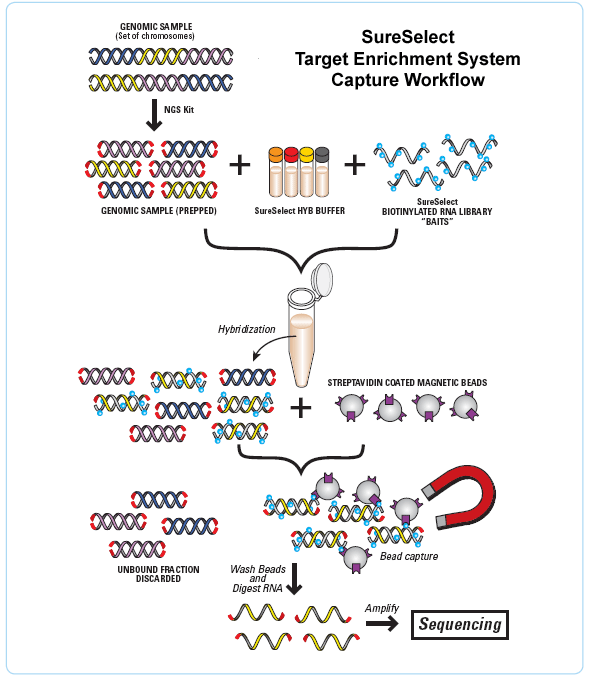 GENOMIC SAMPLE
(Set of chromosomes)
SureSelect
Target Enrichment System
Capture Workflow
NGS Kit
GENOMIC SAMPLE (PREPPED)
SureSelect HYB BUFFER
SureSelect
BIOTINYLATED RNA LIBRARY
“BAITS”
Hybridization
STREPTAVIDIN COATED MAGNETIC BEADS
UNBOUND FRACTION
DISCARDED
Bead capture
Wash Beads
and
Digest RNA
Amplify
Sequencing